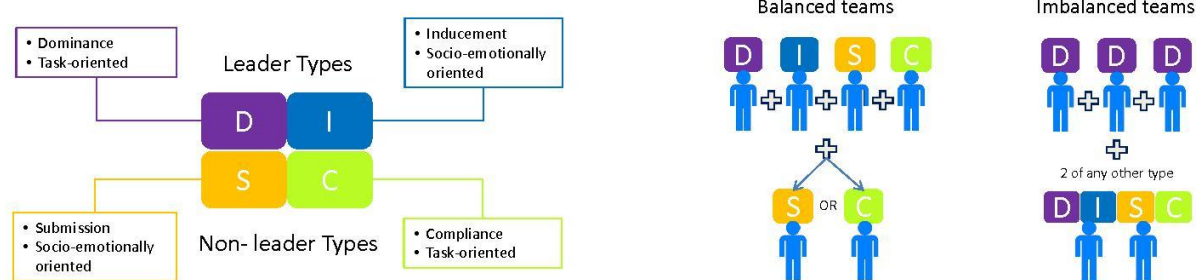 • Dominance
• Task-oriented
Leader Types
• Inducement
• Socio-emotionally
oriented
D I
S C
• Submission
• Socio-emotionally
oriented
Non- leader Types
• Compliance
• Task-oriented
Balanced teams
D I S C
S OR C
Imbalanced teams
D D D
2 of any other type
D I S C